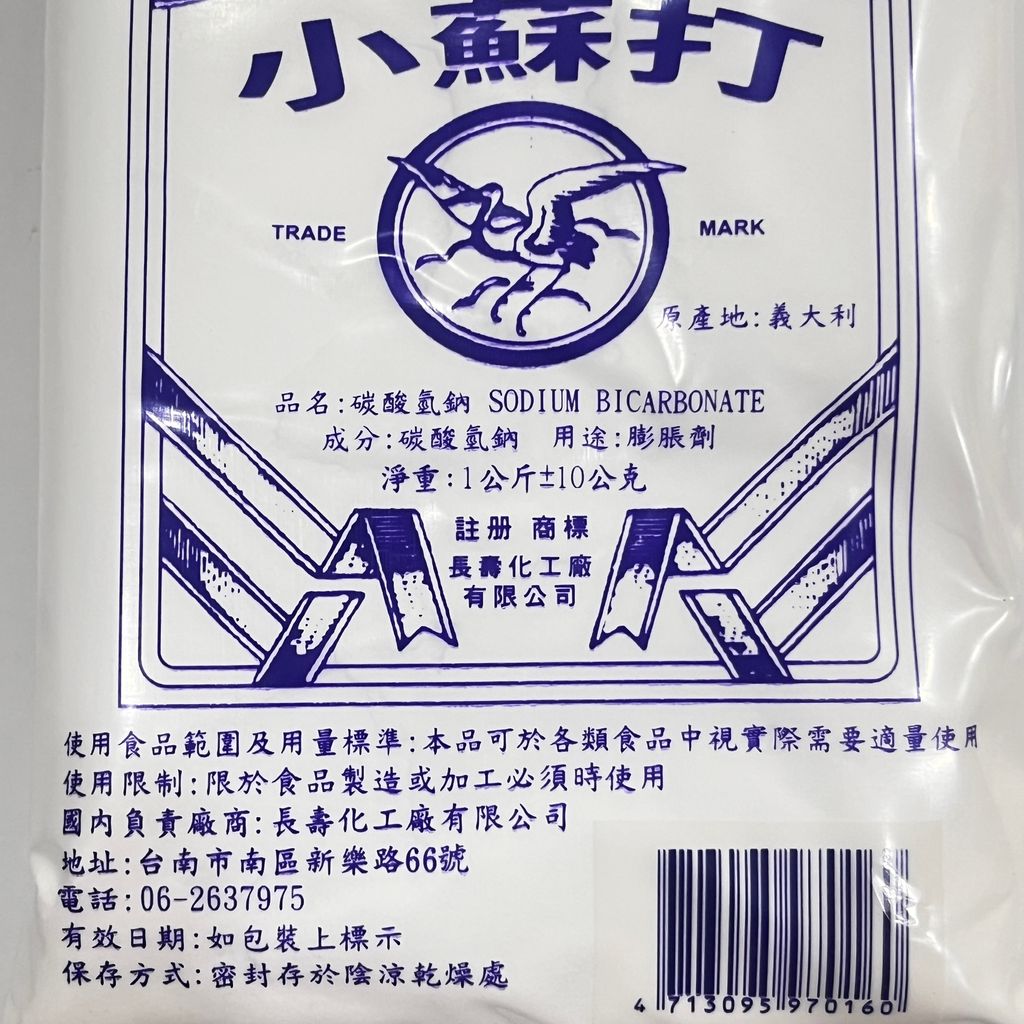 小蘇打
TRADE MARK
原產地:義大利
品名:碳酸氫鈉 SODIUM BICARBONATE
成分:碳酸氫鈉 用途:膨脹劑
淨重:1公斤±10公克
註册 商標
長壽化工廠
有限公司
使用食品範圍及用量標準:本品可於各類食品中視實際需要適量使用
使用限制:限於食品製造或加工必須時使用
國內負責廠商:長壽化工廠有限公司
地址:台南市南區新樂路66號
電話:06-2637975
有效日期:如包裝上標示
保存方式:密封存於陰涼乾燥處
4 713095 970160